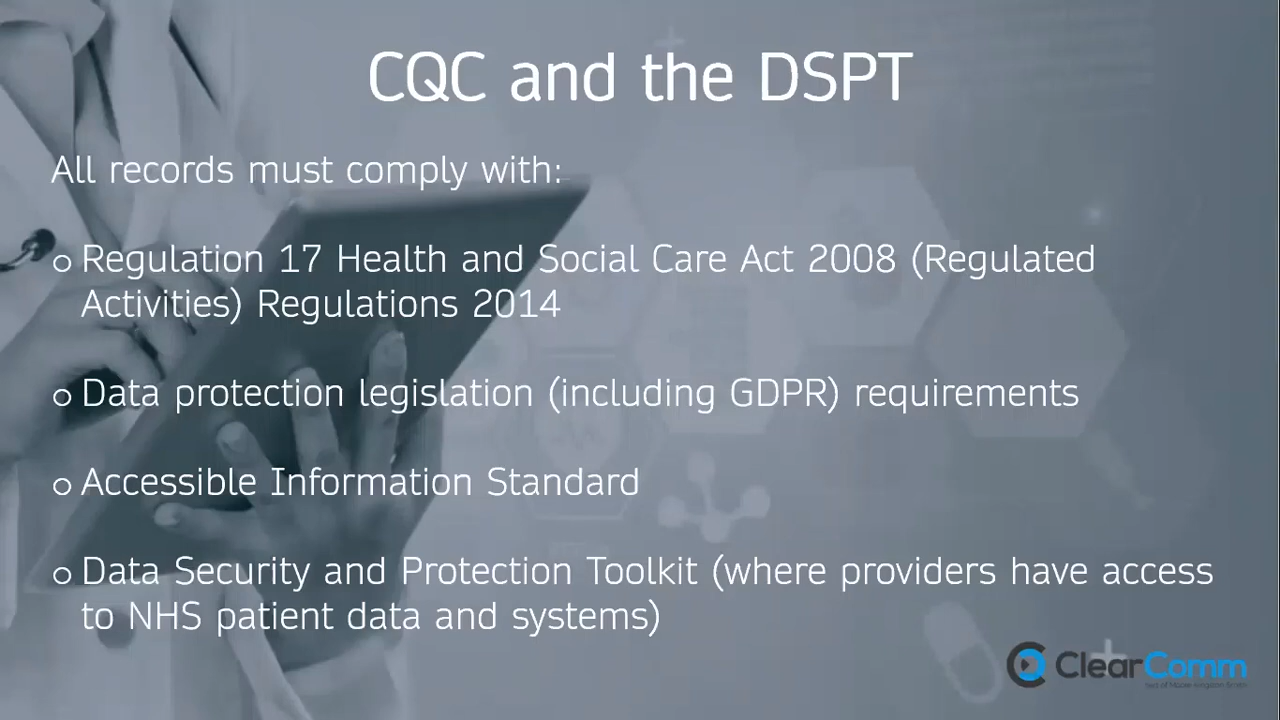 CQC and the DSPT
All records must comply with:
o Regulation 17 Health and Social Care Act 2008 (Regulated
Activities) Regulations 2014
o Data protection legislation (including GDPR) requirements
o Accessible Information Standard
o Data Security and Protection Toolkit (where providers have access
to NHS patient data and systems)
ClearComm